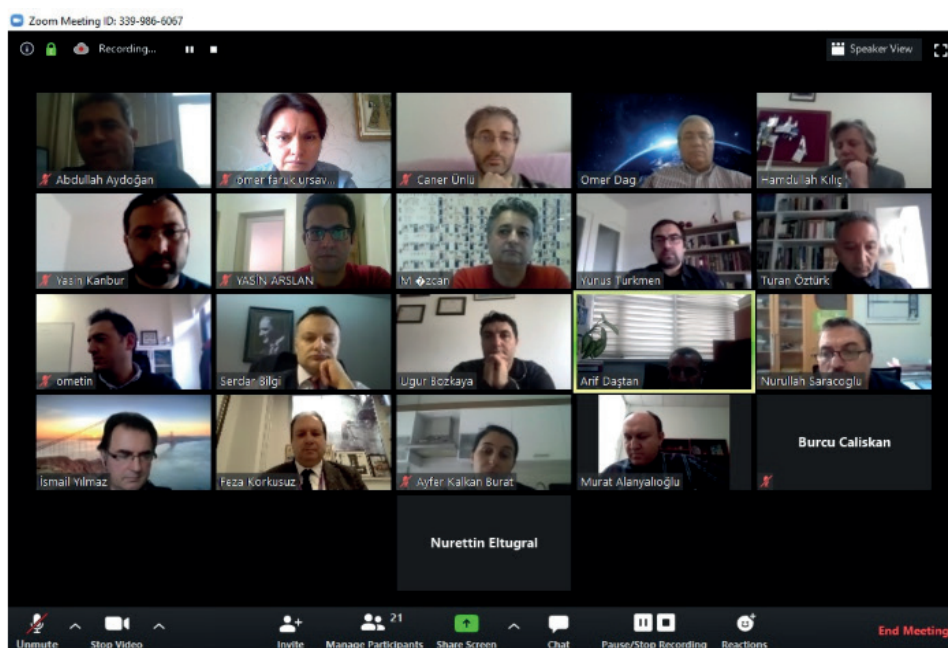 Zoom Meeting ID: 339-986-6067
Recording...
Speaker View
Abdullah Aydoğan
ömer faruk ursav...
Caner Ünlü
Omer Dag
Hamdullah Kılıç
Yasin Kanbur
YASİN ARSLAN
M �zcan
Yunus Türkmen
Turan Öztürk
ometin
Serdar Bilgi
Ugur Bozkaya
Arif Daştan
Nurullah Saracoglu
İsmail Yılmaz
Feza Korkusuz
Ayfer Kalkan Burat
Murat Alanyalıoğlu
Burcu Caliskan
Nurettin Eltugral
21
Unmute
Stop Video
Invite
Manage Participants
Share Screen
Chat
Pause/Stop Recording
Reactions
End Meeting